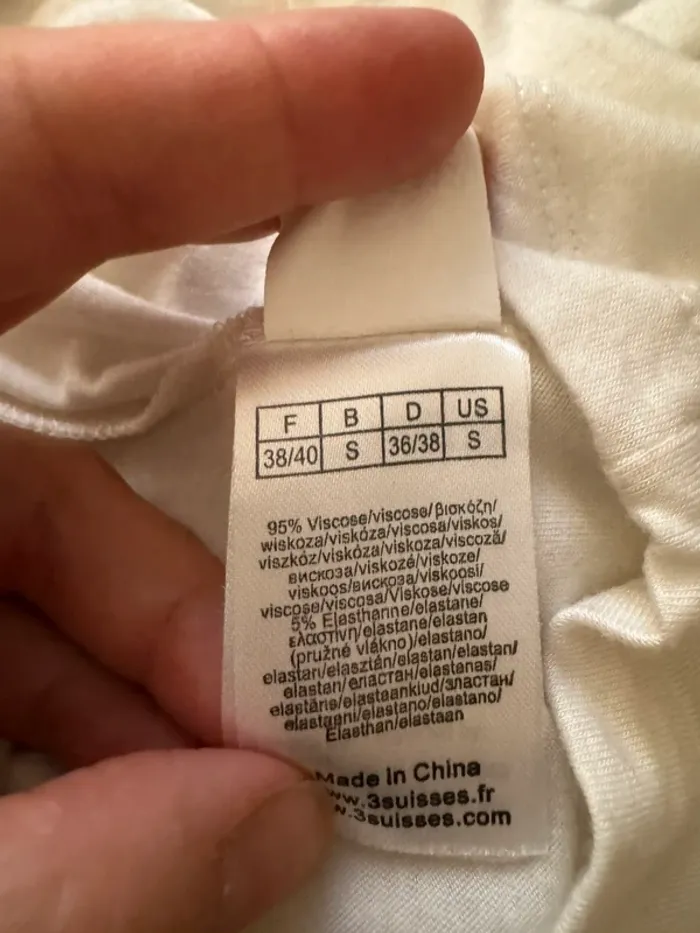 F B D US
38/40 S 36/38 S
95% Viscose/viscose/βισκόζη/
wiskoza/viskóza/viscosa/viskos/
viszkóz/viskóza/viskoza/viscoză/
вискоза/viskozė/viskoze/
viskoos/вискоза/viskoosi/
viscose/viscosa/Viskose/viscose
5% Elasthanne/elastane/
ελαστίνη/elastane/elastan
(pružné vlákno)/elastano/
elastan/elasztán/elastan/elastan/
elastan/еластан/elastanas/
elastāns/elastaankiud/эластан/
elastaani/elastano/elastano/
Elasthan/elastaan
Made in China
www.3suisses.fr
.3suisses.com